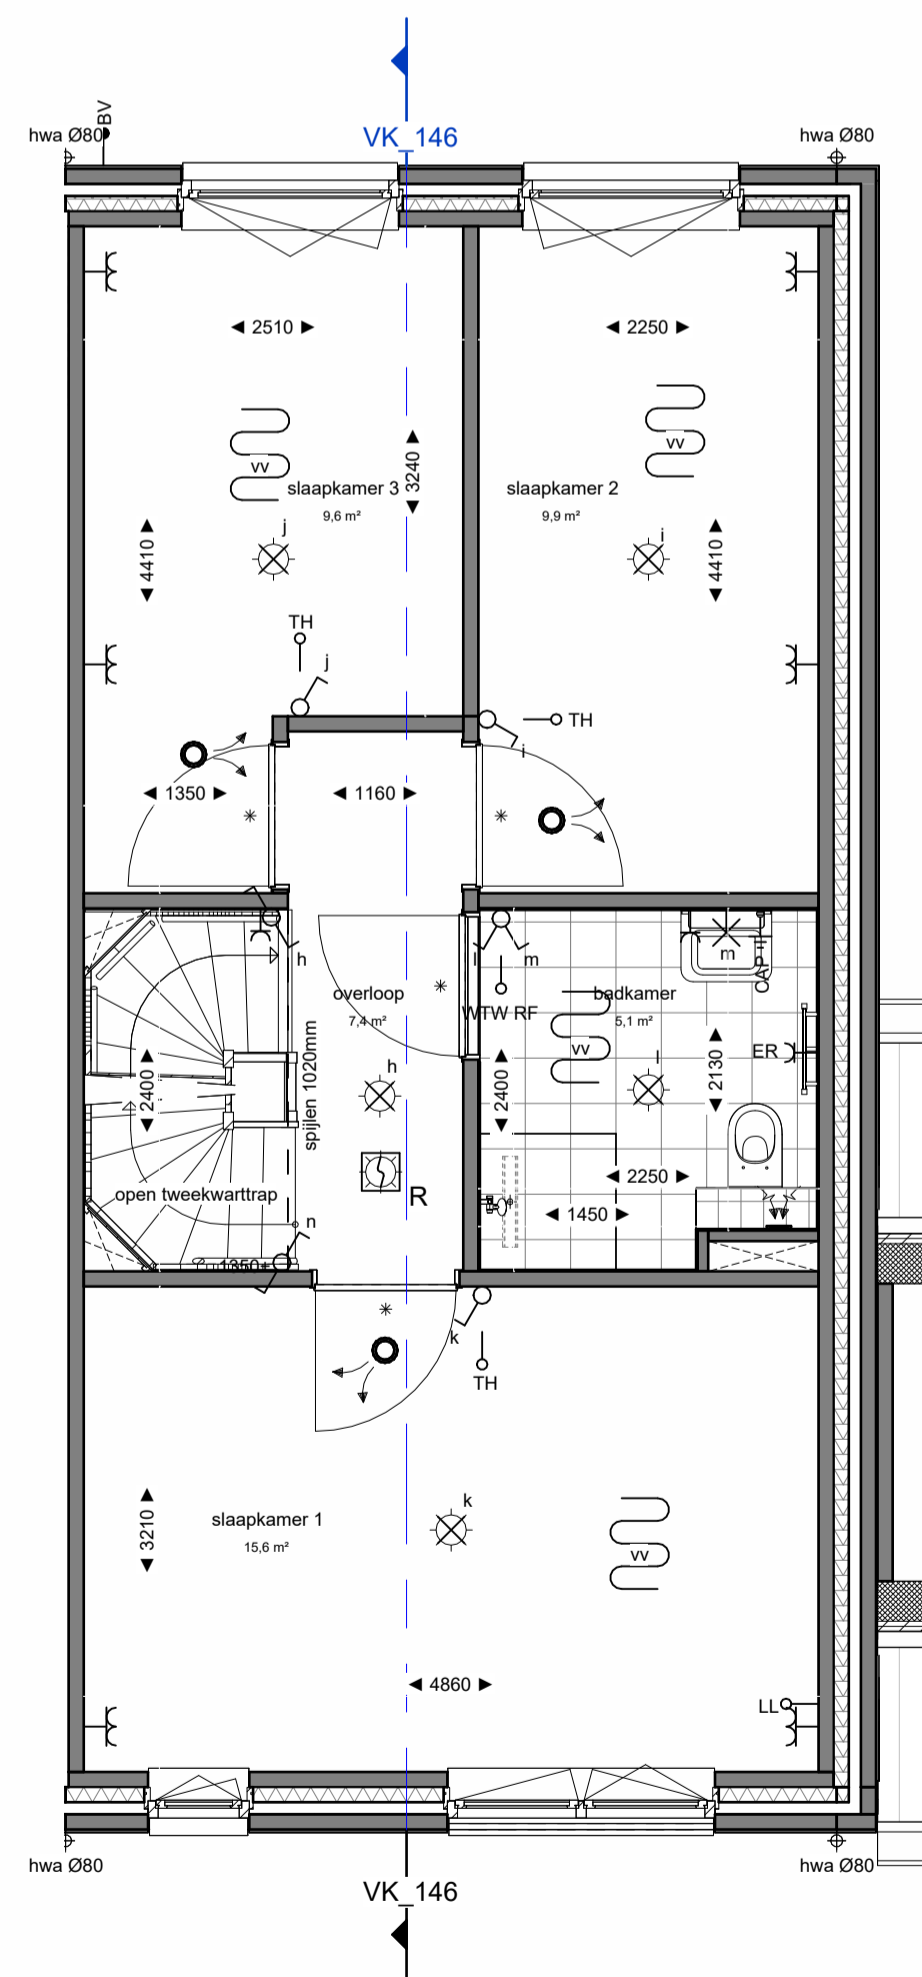 VK_146
BV
hwa Ø80
hwa Ø80
2510
2250
vv
vv
3240
slaapkamer 3
9,6 m²
slaapkamer 2
9,9 m²
j
i
4410
4410
TH
j
TH
i
1350
1160
h
l
m
m
CAP-H
overloop
7,4 m²
WTW RF
badkamer
5,1 m²
vv
ER
h
l
2400
spijlen 1020mm
2400
2130
2250
open tweekwarttrap
R
1450
n
1350+
k
TH
k
slaapkamer 1
15,6 m²
3210
vv
4860
LL
hwa Ø80
hwa Ø80
VK_146